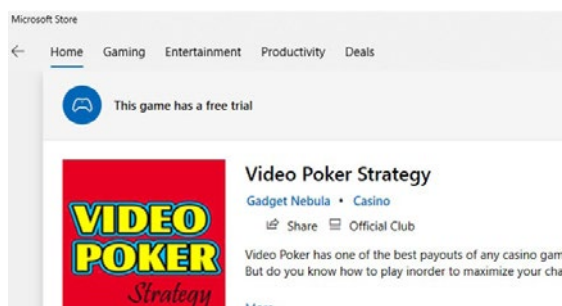 Microsoft Store
Home Gaming Entertainment Productivity Deals
This game has a free trial
VIDEO
POKER
Strategy
Video Poker Strategy
Gadget Nebula • Casino
Share Official Club
Video Poker has one of the best payouts of any casino gam
But do you know how to play inorder to maximize your cha